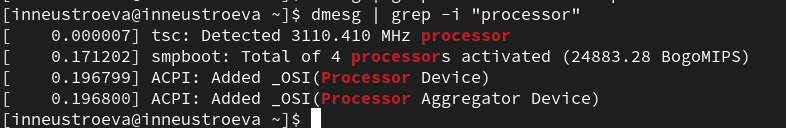 [inneustroeva@inneustroeva ~]$ dmesg | grep -i "processor"
[    0.000007] tsc: Detected 3110.410 MHz processor
[    0.171202] smpboot: Total of 4 processors activated (24883.28 BogoMIPS)
[    0.196799] ACPI: Added _OSI(Processor Device)
[    0.196800] ACPI: Added _OSI(Processor Aggregator Device)
[inneustroeva@inneustroeva ~]$